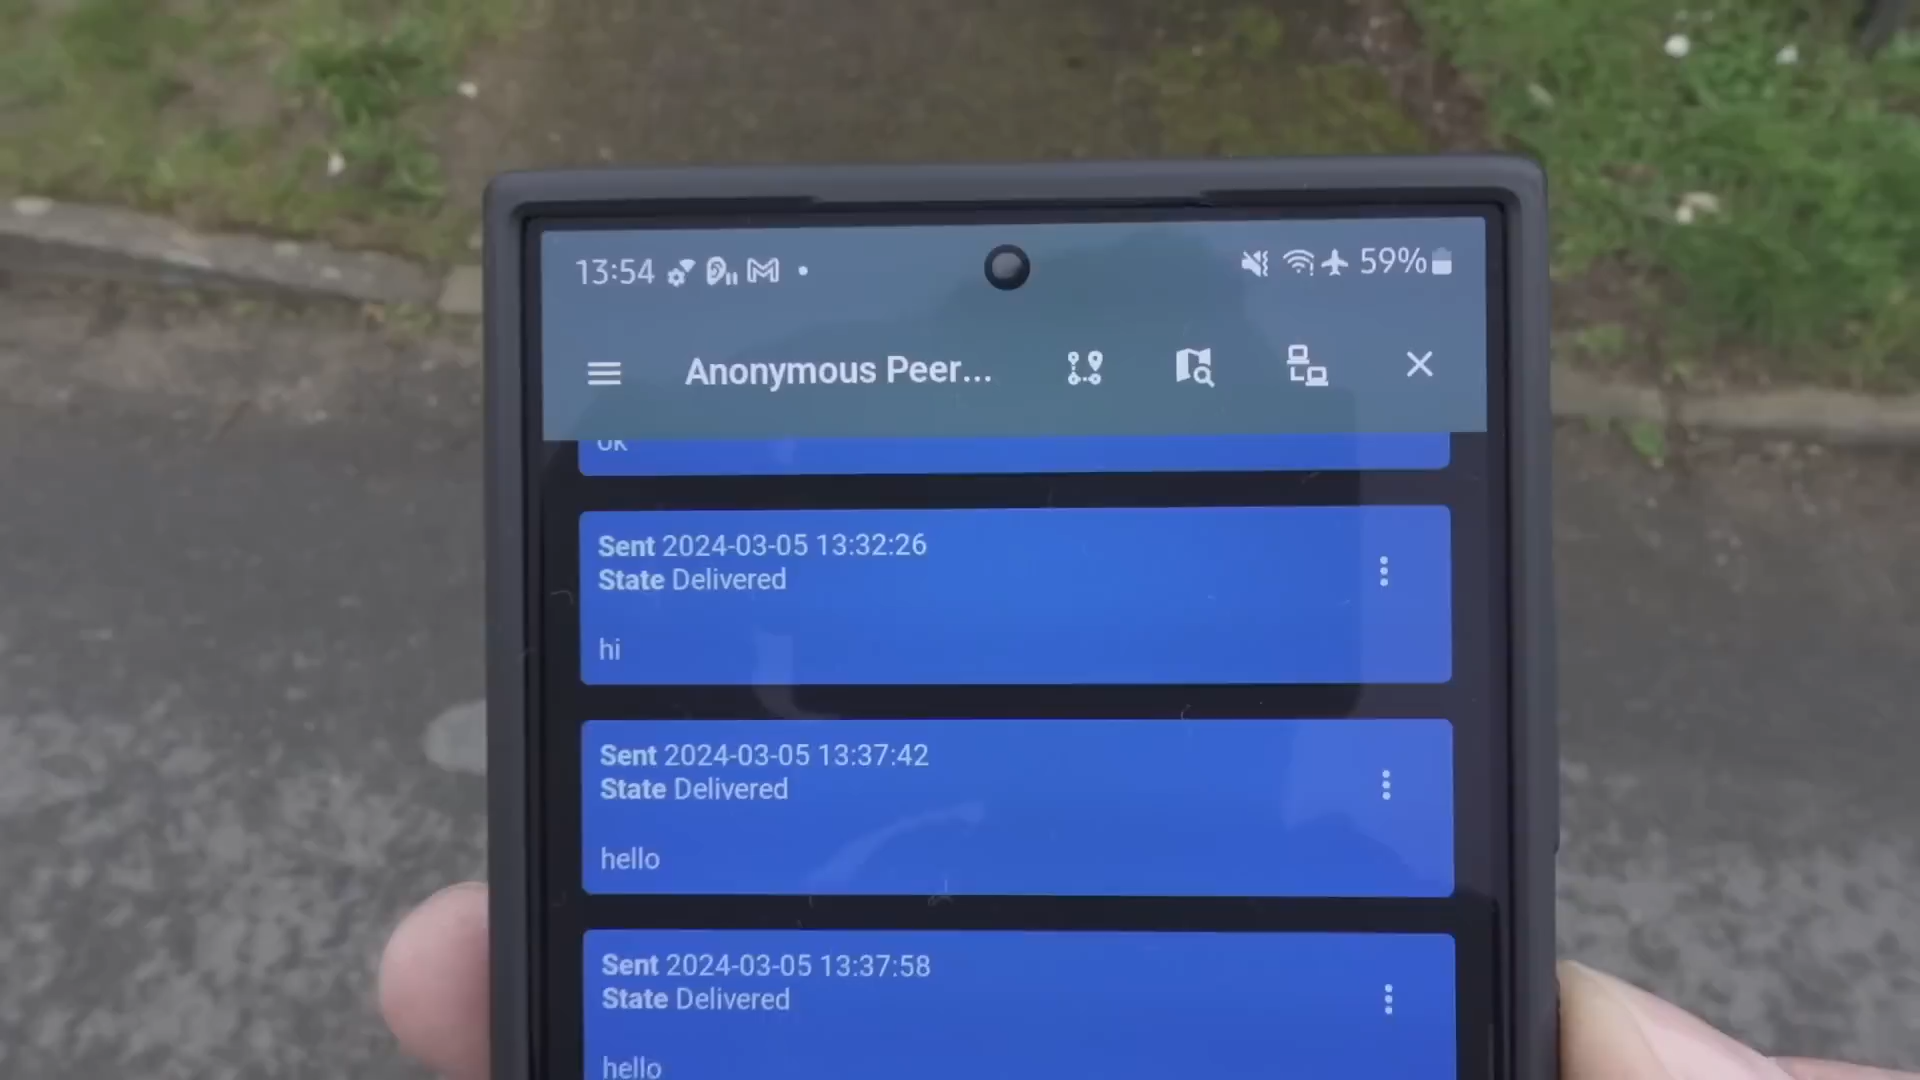 13:54 59%
Anonymous Peer...
ok
Sent 2024-03-05 13:32:26
State Delivered
hi
Sent 2024-03-05 13:37:42
State Delivered
hello
Sent 2024-03-05 13:37:58
State Delivered
hello